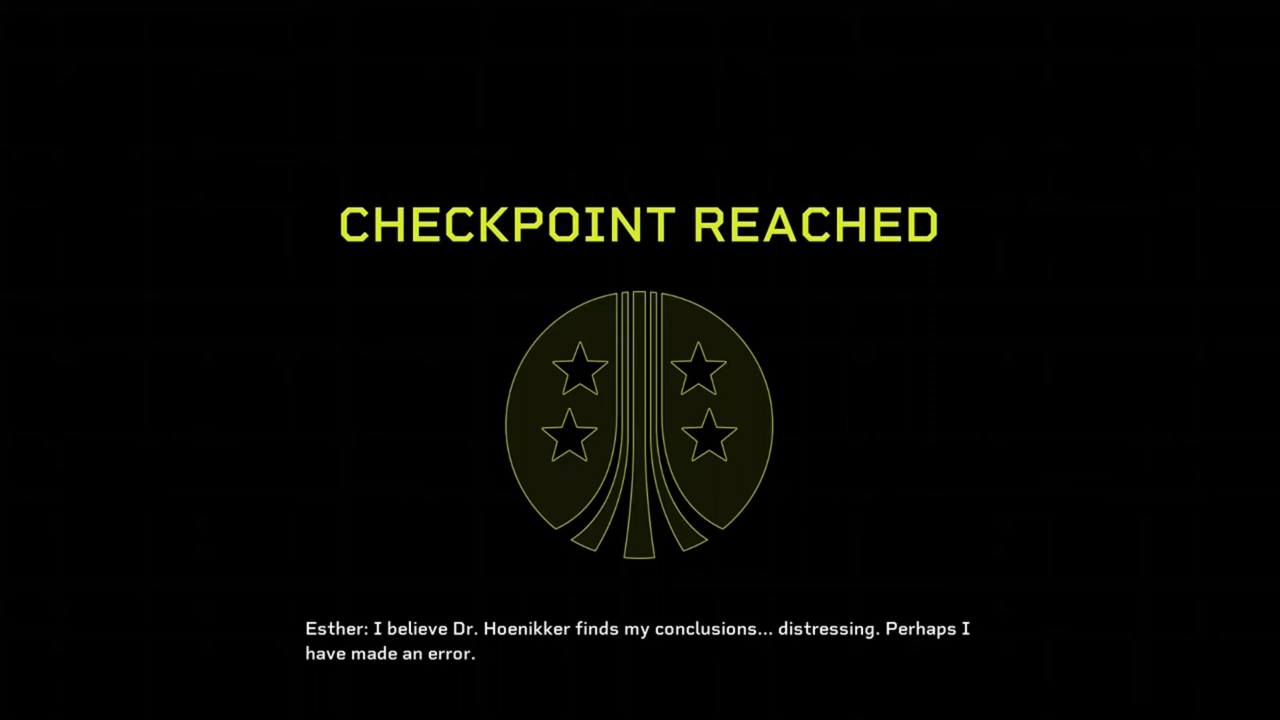 CHECKPOINT REACHED
Esther: I believe Dr. Hoenikker finds my conclusions... distressing. Perhaps I
have made an error.